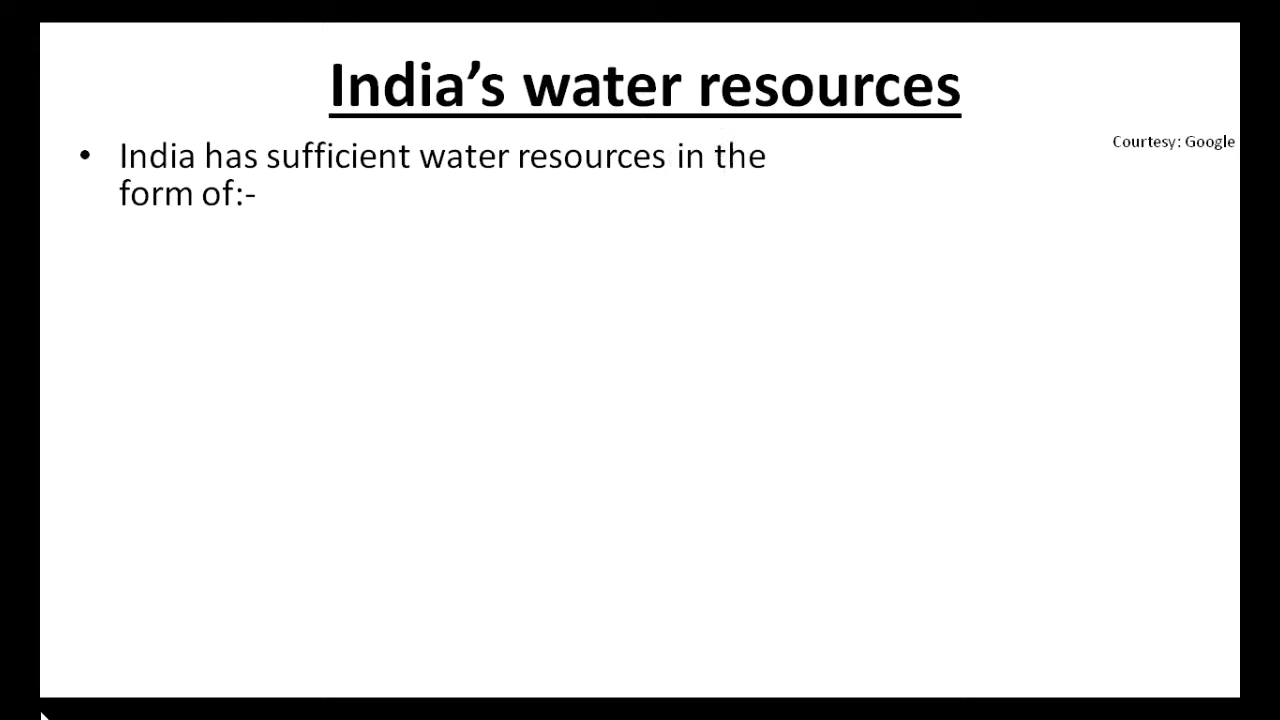 India’s water resources
Courtesy: Google
• India has sufficient water resources in the
form of:-